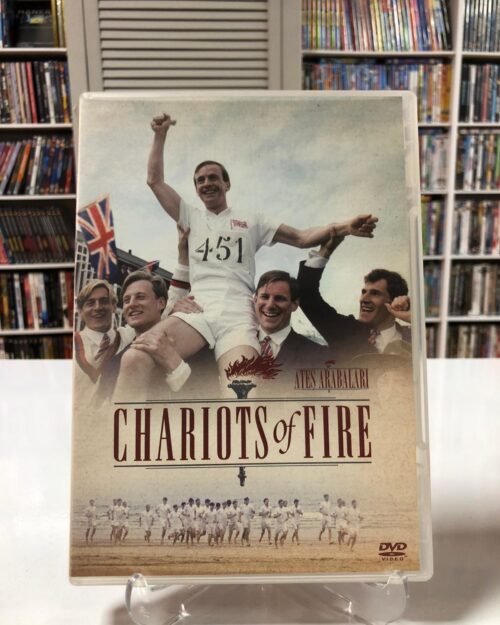 451
ATEŞ ARABALARI
CHARIOTS of FIRE
DVD
VIDEO